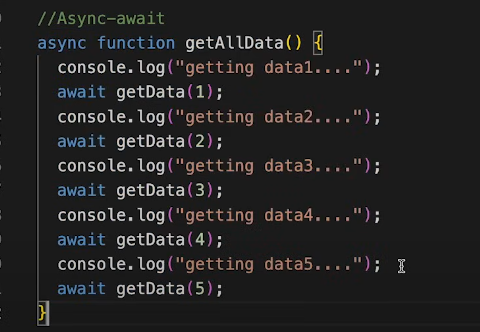 //Async-await
async function getAllData() {
console.log("getting data1....");
await getData(1);
console.log("getting data2....");
await getData(2);
console.log("getting data3....");
await getData(3);
console.log("getting data4....");
await getData(4);
console.log("getting data5....");
await getData(5);
}